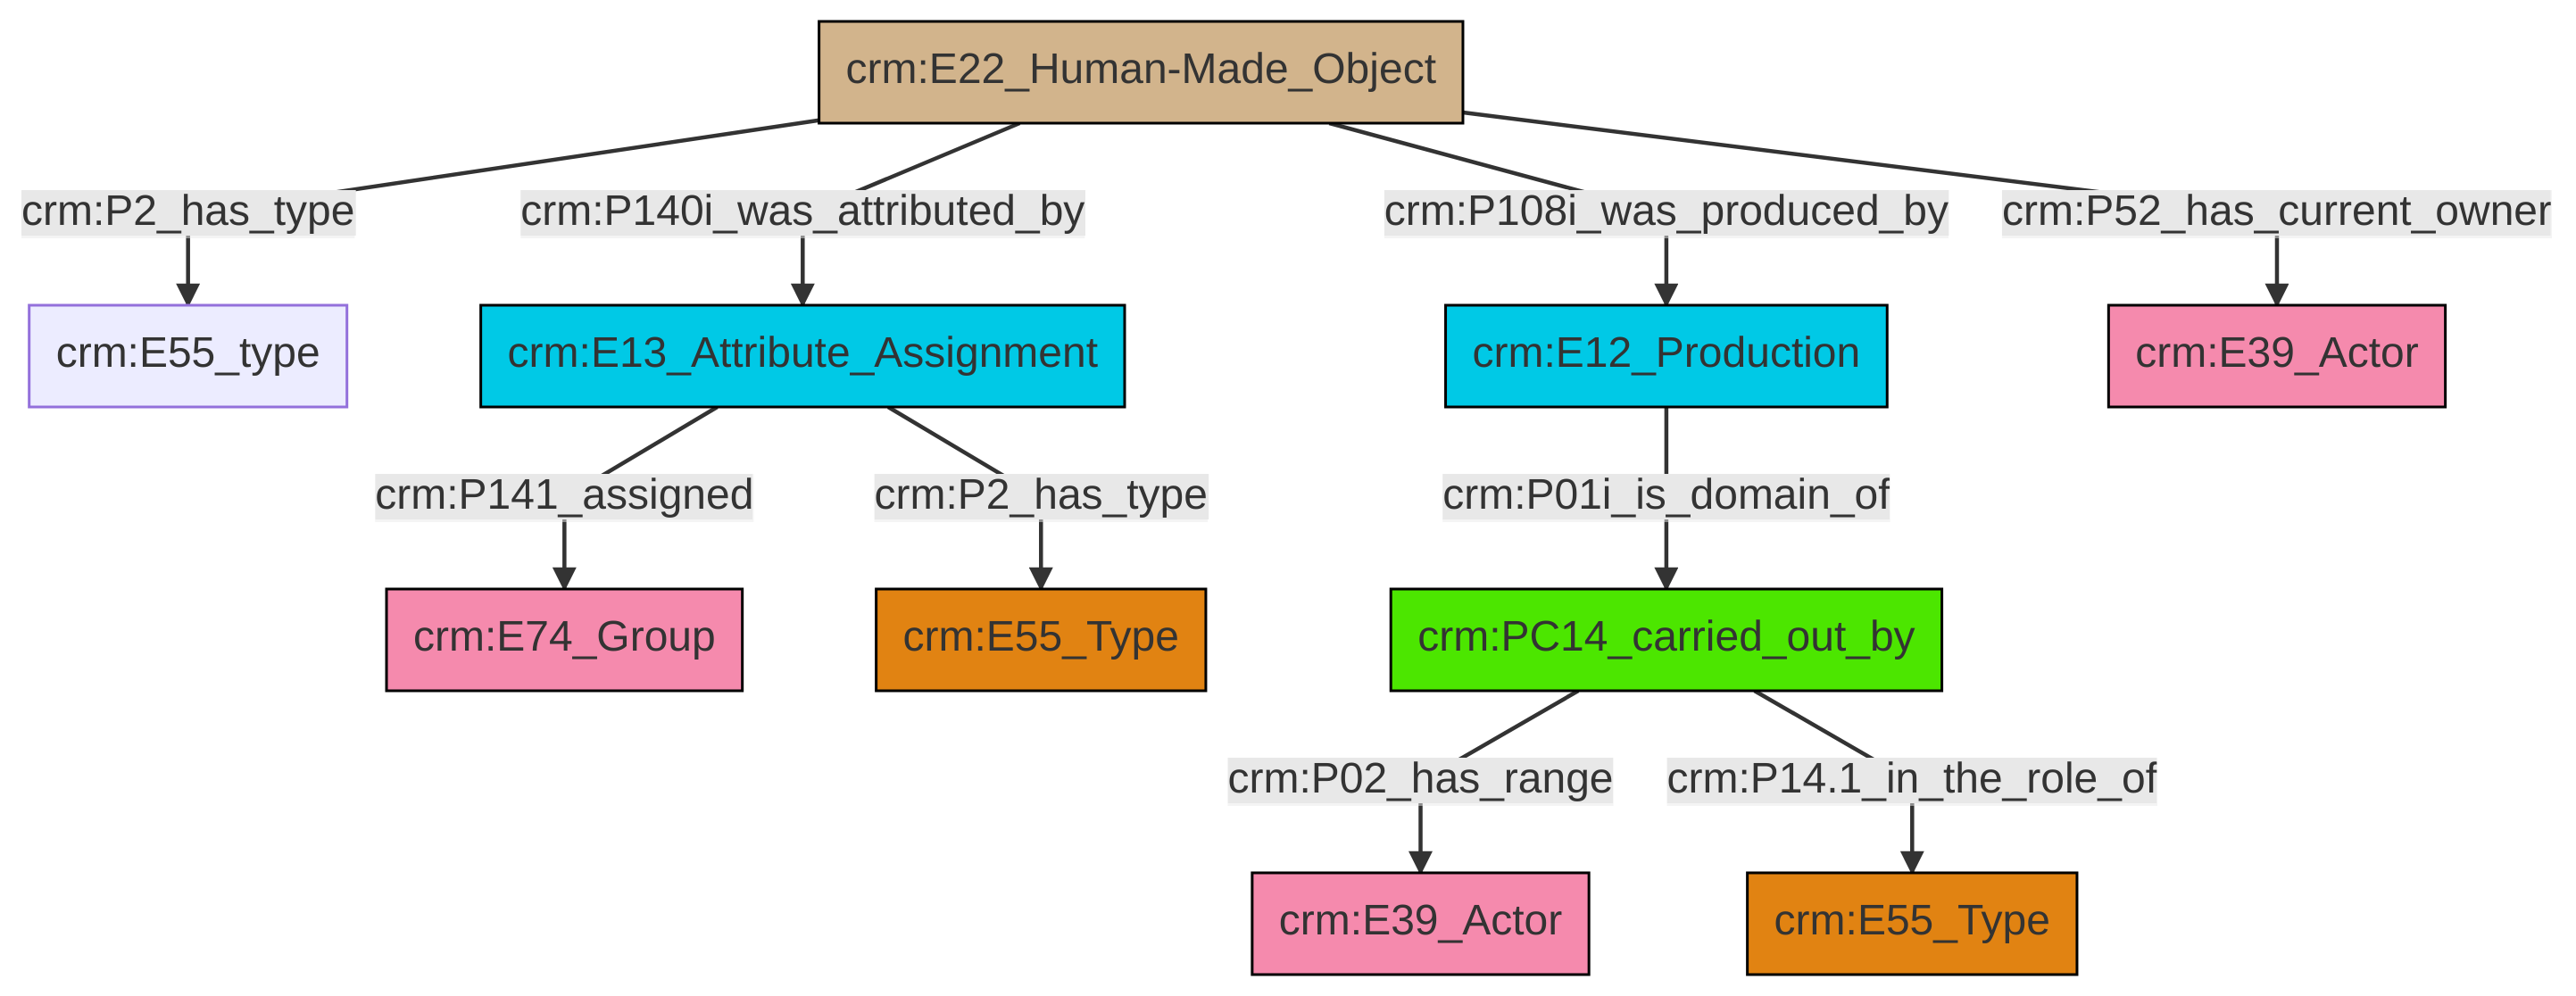 crm:E22_Human-Made_Object
crm:P2_has_type
crm:P140i_was_attributed_by
crm:P108i_was_produced_by
crm:P52_has_current_owner
crm:E55_type
crm:E13_Attribute_Assignment
crm:E12_Production
crm:E39_Actor
crm:P141_assigned
crm:P2_has_type
crm:P01i_is_domain_of
crm:E74_Group
crm:E55_Type
crm:PC14_carried_out_by
crm:P02_has_range
crm:P14.1_in_the_role_of
crm:E39_Actor
crm:E55_Type